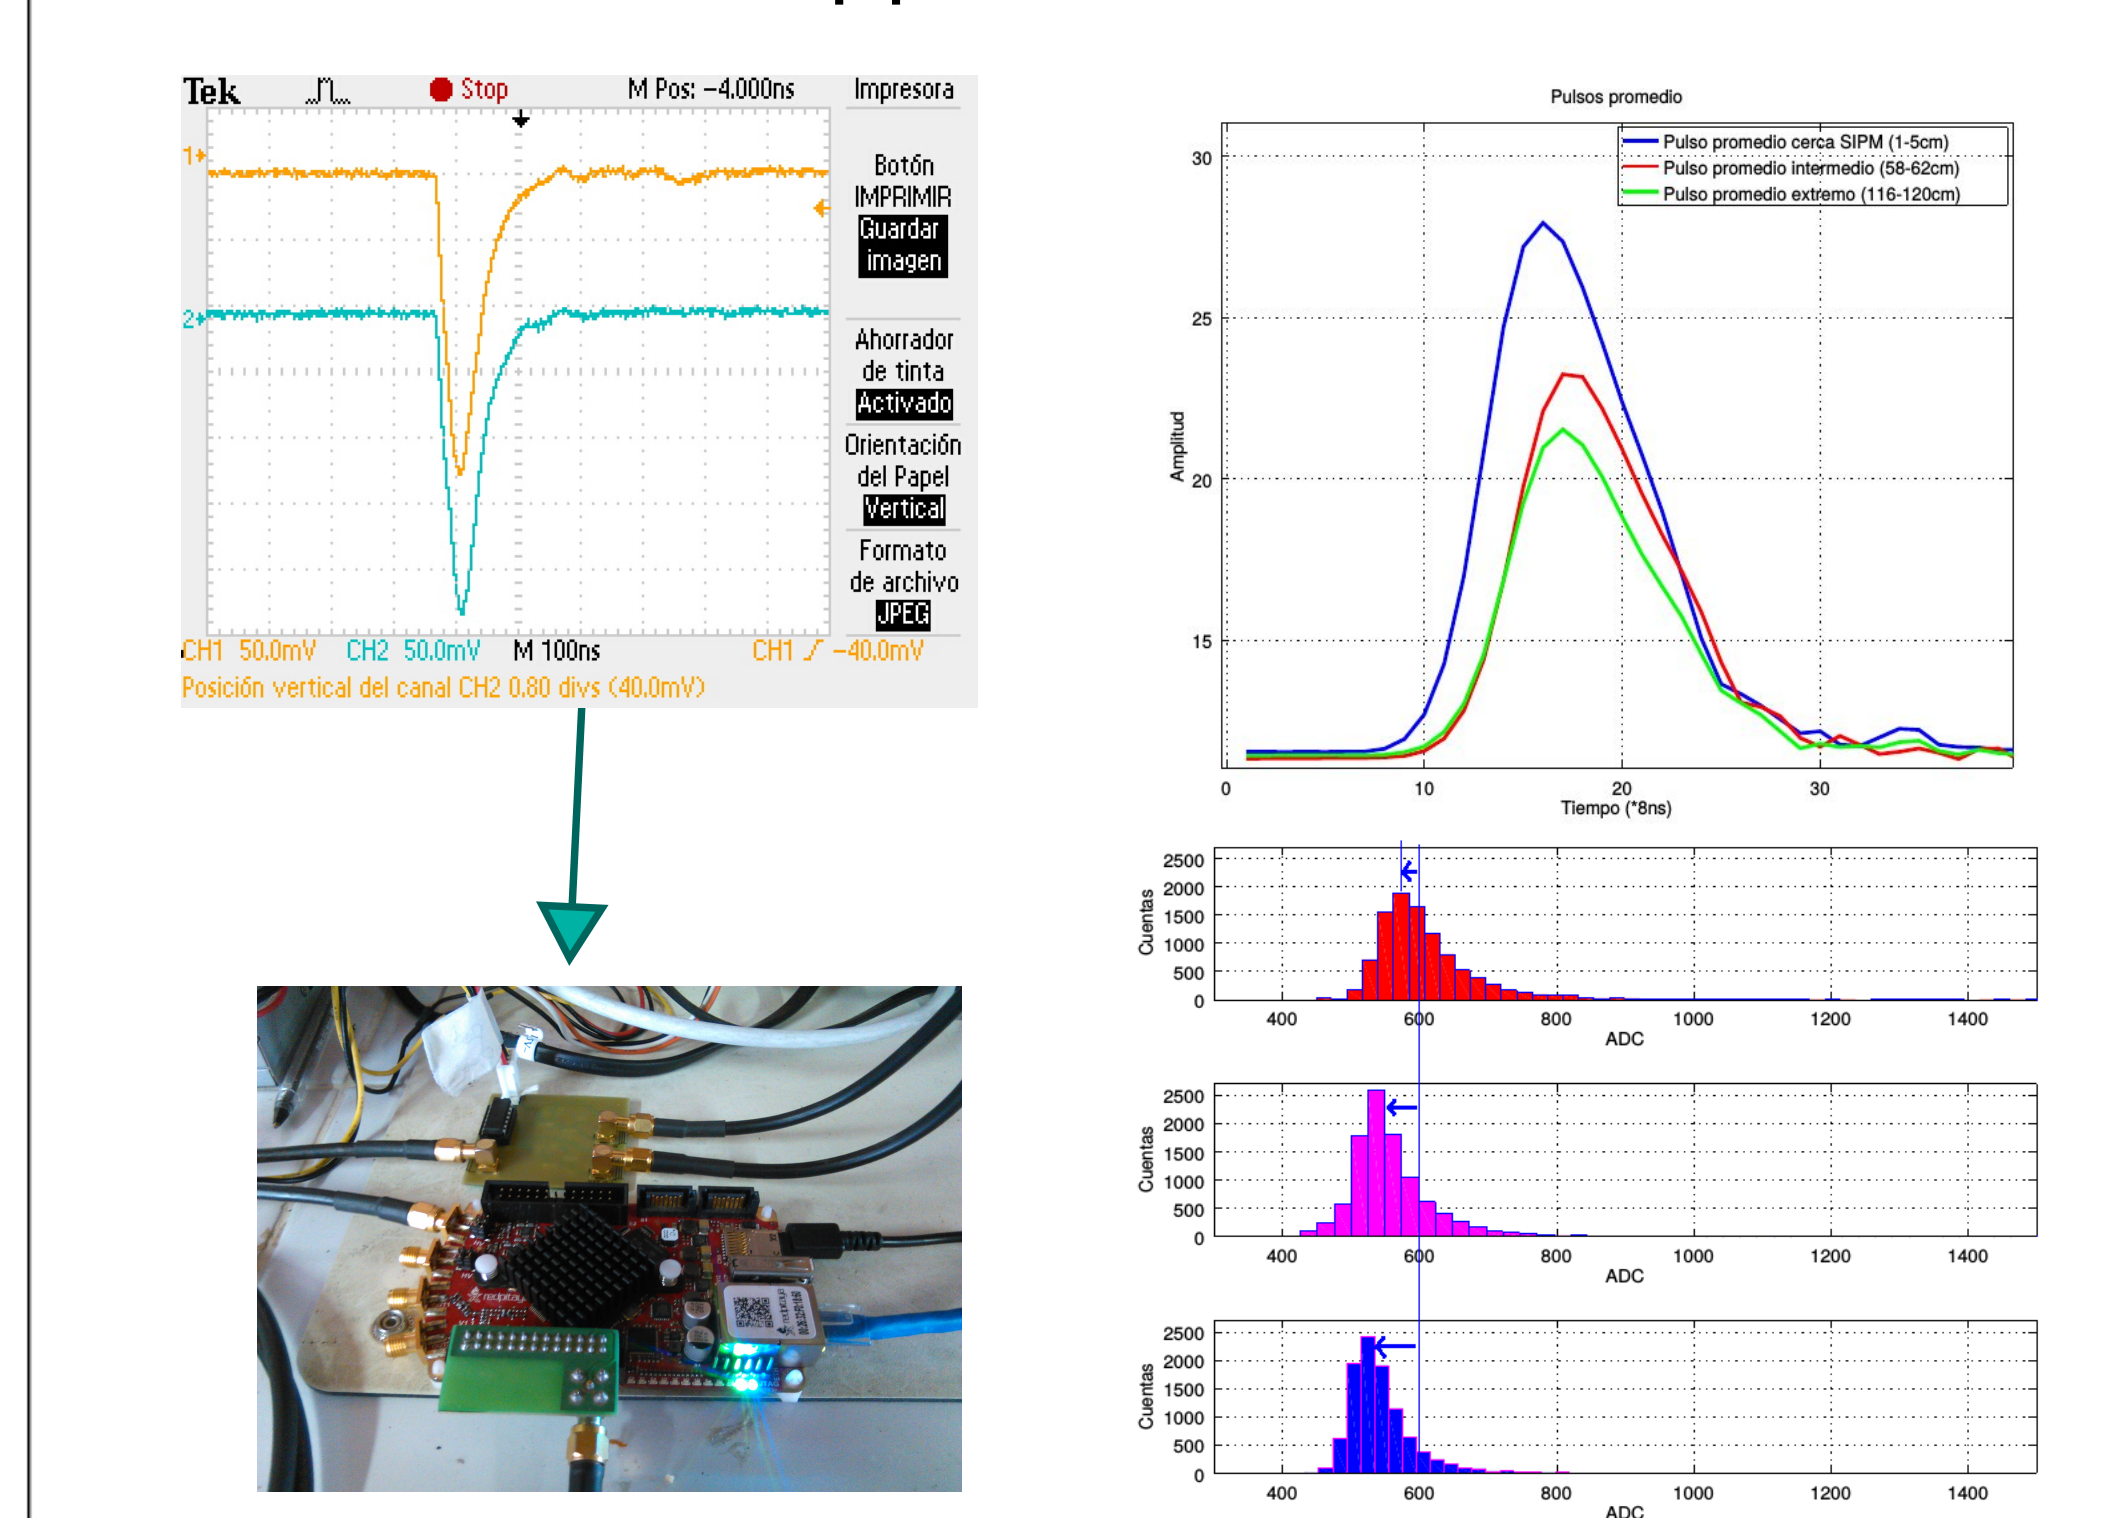 Tek Stop M Pos: -4.000ns Impresora
1
Botón
IMPRIMIR
Guardar
imagen
2
Ahorrador
de tinta
Activado
Orientación
del Papel
Vertical
Formato
de archivo
JPEG
CH1 50.0mV CH2 50.0mV M 100ns CH1 -40.0mV
Posición vertical del canal CH2 0.80 divs (40.0mV)
redpitaya
Pulsos promedio
Pulso promedio cerca SIPM (1-5cm)
Pulso promedio intermedio (58-62cm)
Pulso promedio extremo (116-120cm)
30
25
20
15
Amplitud
0 10 20 30
Tiempo (*8ns)
2500
2000
1500
1000
500
0
Cuentas
400 600 800 1000 1200 1400
ADC
2500
2000
1500
1000
500
0
Cuentas
400 600 800 1000 1200 1400
ADC
2500
2000
1500
1000
500
0
Cuentas
400 600 800 1000 1200 1400
ADC